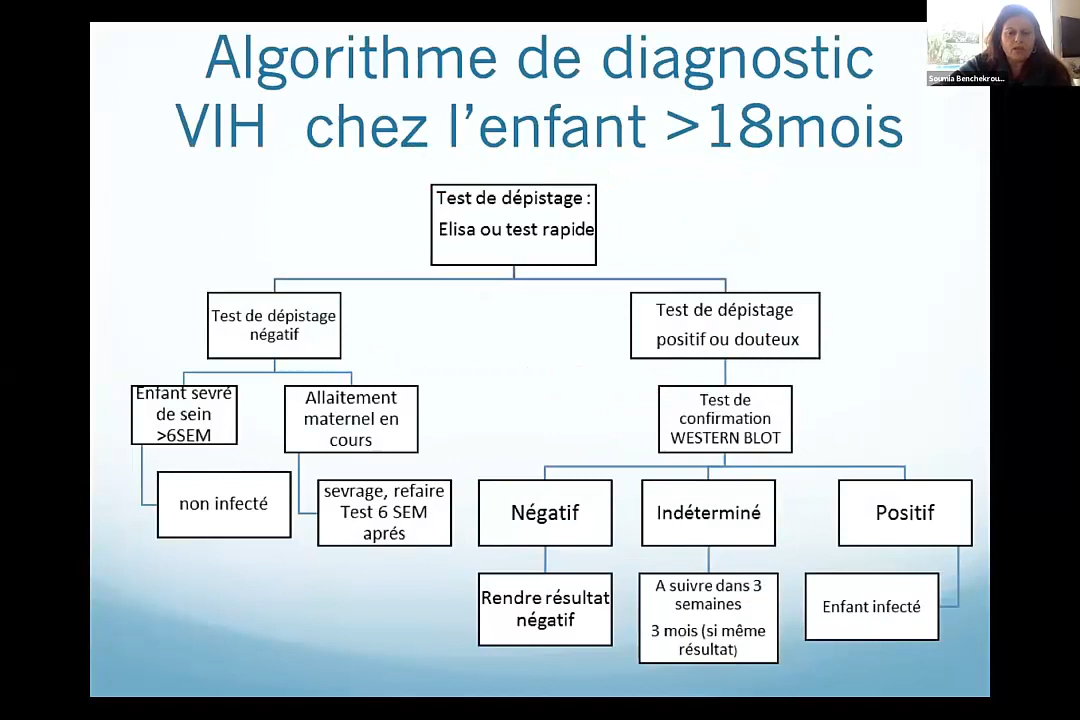 Algorithme de diagnostic
VIH chez l'enfant >18mois
Soumia Benchekrou...
Test de dépistage :
Elisa ou test rapide
Test de dépistage
négatif
Test de dépistage
positif ou douteux
Enfant sevré
de sein
>6SEM
Allaitement
maternel en
cours
Test de
confirmation
WESTERN BLOT
non infecté
sevrage, refaire
Test 6 SEM
aprés
Négatif
Indéterminé
Positif
Rendre résultat
négatif
A suivre dans 3
semaines
3 mois (si même
résultat)
Enfant infecté